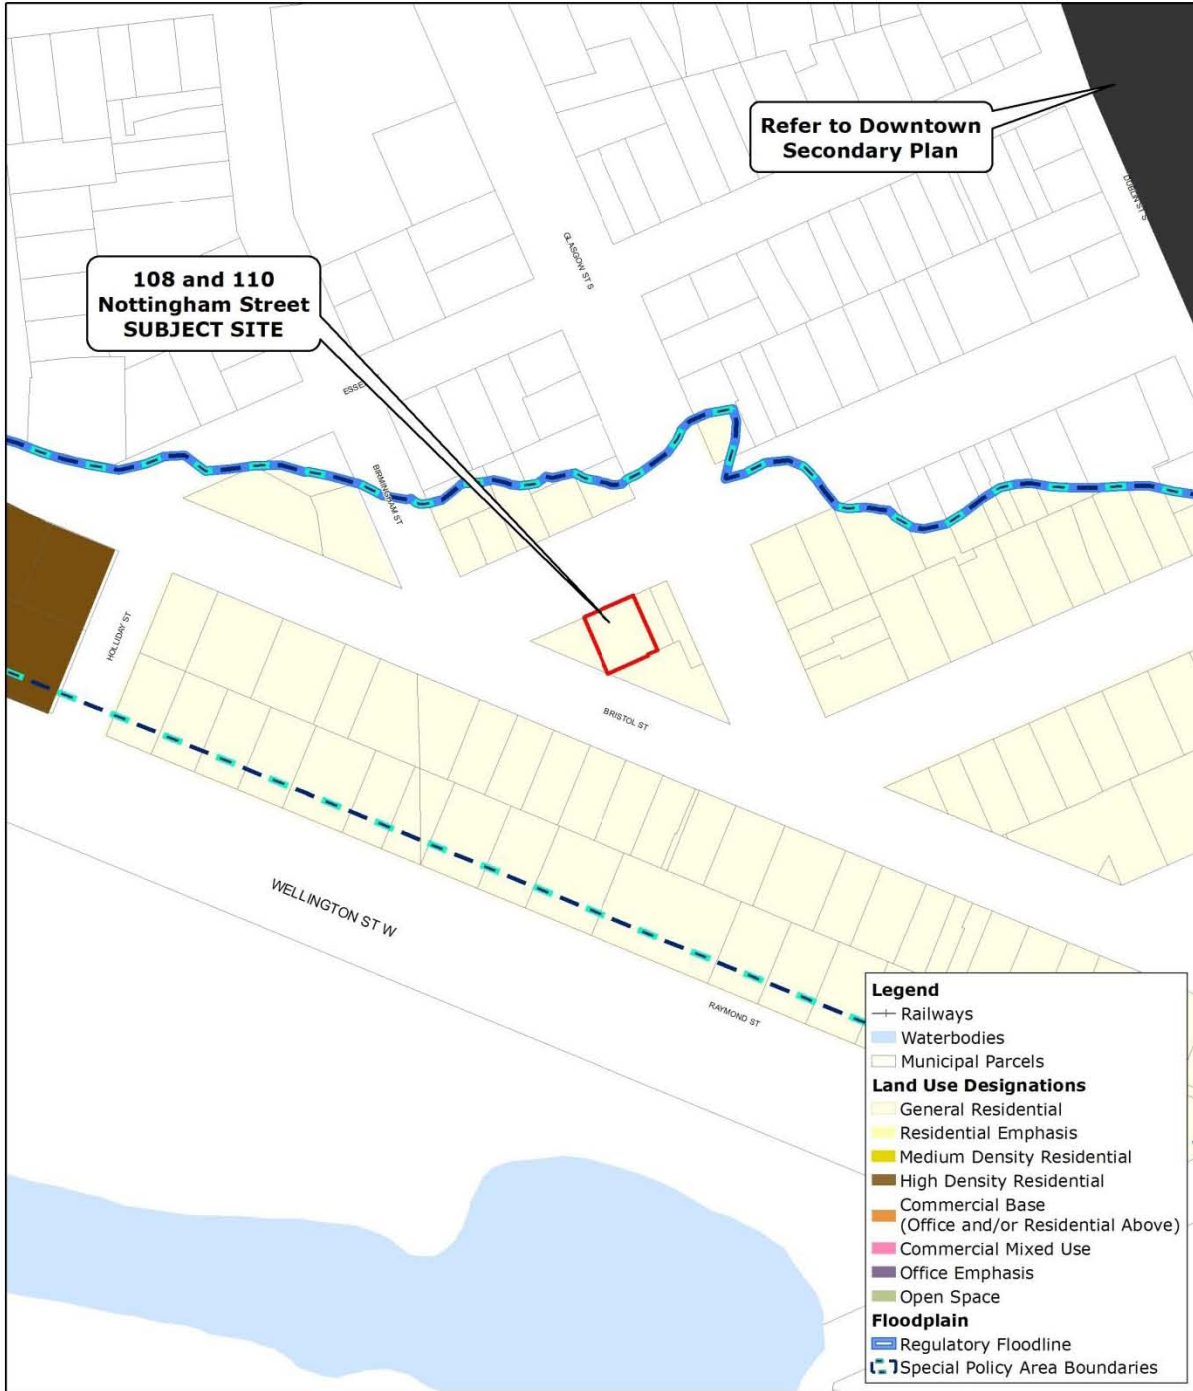 Refer to Downtown
Secondary Plan
DUBLIN ST S
GLASGOW ST S
108 and 110
Nottingham Street
SUBJECT SITE
ESSE
BIRMINGHAM ST
HOLLIDAY ST
BRISTOL ST
WELLINGTON ST W
RAYMOND ST
Legend
Railways
Waterbodies
Municipal Parcels
Land Use Designations
General Residential
Residential Emphasis
Medium Density Residential
High Density Residential
Commercial Base
(Office and/or Residential Above)
Commercial Mixed Use
Office Emphasis
Open Space
Floodplain
Regulatory Floodline
Special Policy Area Boundaries